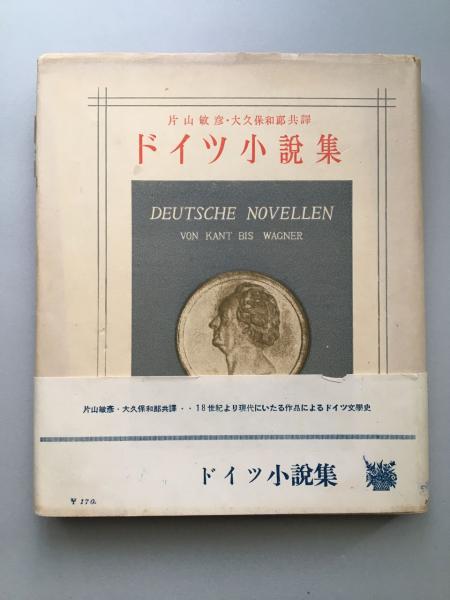 片山敏彦・大久保和郎共譯
ドイツ小說集
DEUTSCHE NOVELLEN
VON KANT BIS WAGNER
片山敏彦・大久保和郎共譯・・18世紀より現代にいたる作品によるドイツ文學史
ドイツ小說集
¥170.